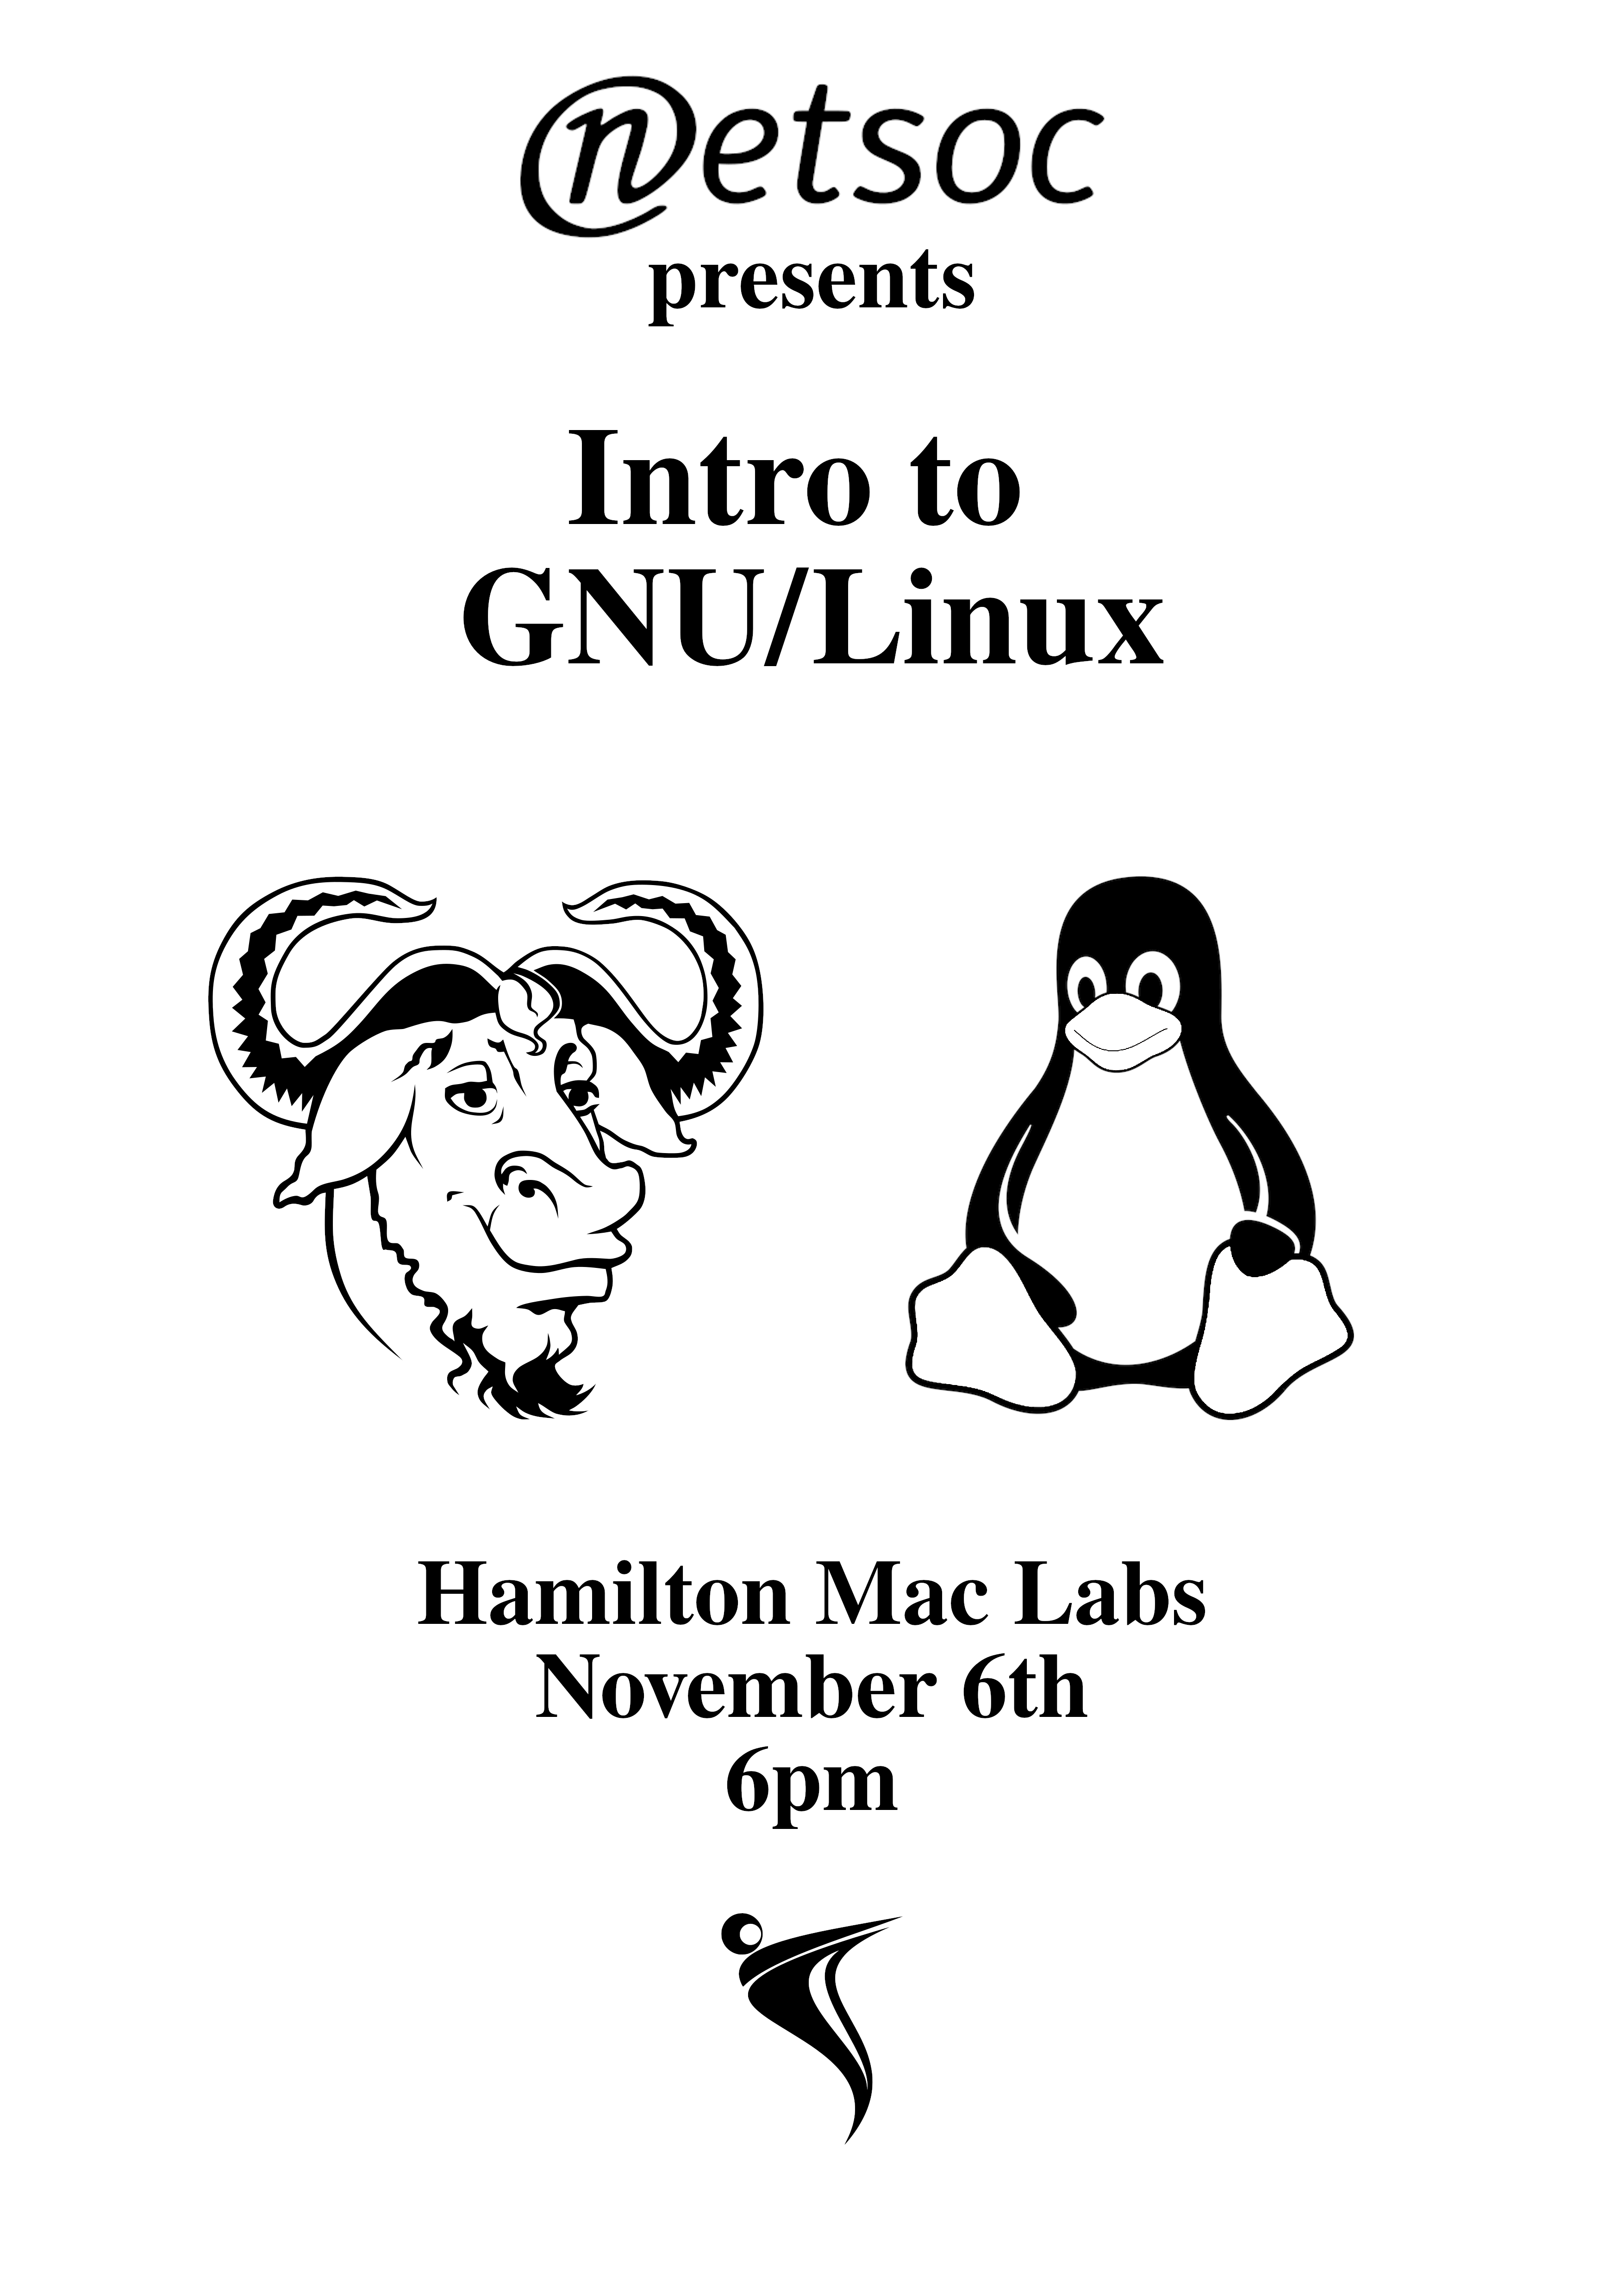 netsoc
presents
Intro to
GNU/Linux
Hamilton Mac Labs
November 6th
6pm